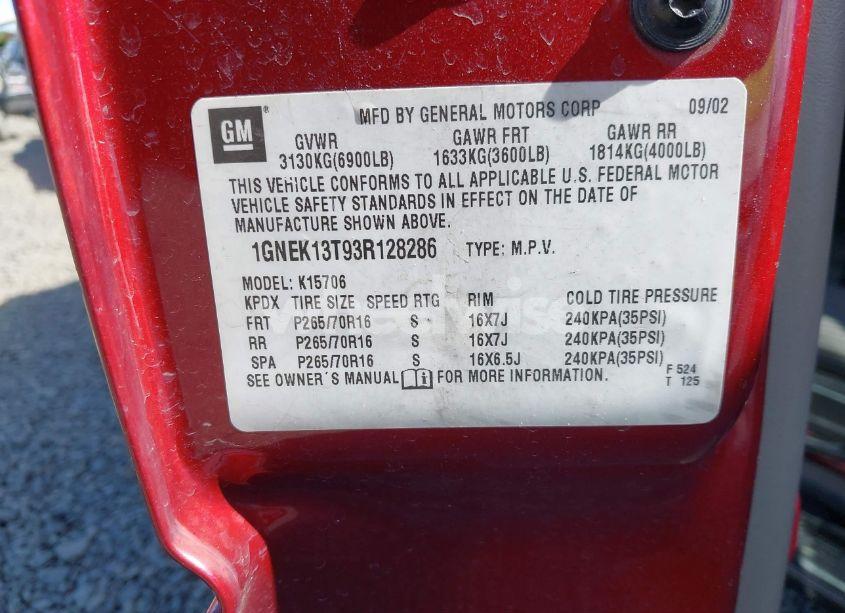 GM ® MFD BY GENERAL MOTORS CORP 09/02
GVWR GAWR FRT GAWR RR
3130KG(6900LB) 1633KG(3600LB) 1814KG(4000LB)
THIS VEHICLE CONFORMS TO ALL APPLICABLE U.S. FEDERAL MOTOR
VEHICLE SAFETY STANDARDS IN EFFECT ON THE DATE OF
MANUFACTURE SHOWN ABOVE.
1GNEK13T93R128286 TYPE: M.P.V.
MODEL: K15706
KPDX TIRE SIZE SPEED RTG RIM COLD TIRE PRESSURE
FRT P265/70R16 S 16X7J 240KPA(35PSI)
RR P265/70R16 S 16X7J 240KPA(35PSI)
SPA P265/70R16 S 16X6.5J 240KPA(35PSI)
SEE OWNER´S MANUAL FOR MORE INFORMATION.
F 524
T 125